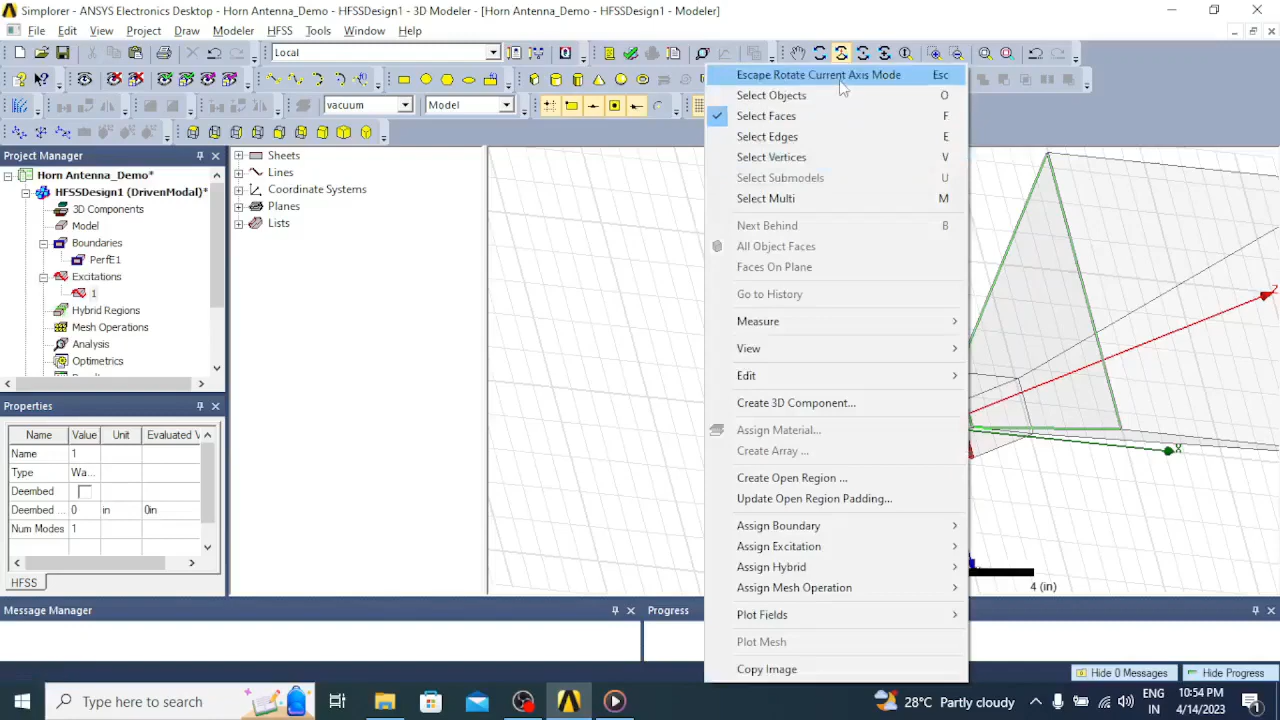 Simplorer - ANSYS Electronics Desktop - Horn Antenna_Demo - HFSSDesign1 - 3D Modeler - [Horn Antenna_Demo - HFSSDesign1 - Modeler]
File Edit View Project Draw Modeler HFSS Tools Window Help
Local
vacuum Model
Project Manager
Horn Antenna_Demo*
HFSSDesign1 (DrivenModal)*
3D Components
Model
Boundaries
PerfE1
Excitations
1
Hybrid Regions
Mesh Operations
Analysis
Optimetrics
Properties
Name Value Unit Evaluated V
Name 1
Type Wa...
Deembed
Deembed ... 0 in 0in
Num Modes 1
HFSS
Sheets
Lines
Coordinate Systems
Planes
Lists
Escape Rotate Current Axis Mode Esc
Select Objects O
Select Faces F
Select Edges E
Select Vertices V
Select Submodels U
Select Multi M
Next Behind B
All Object Faces
Faces On Plane
Go to History
Measure
View
Edit
Create 3D Component...
Assign Material...
Create Array ...
Create Open Region ...
Update Open Region Padding...
Assign Boundary
Assign Excitation
Assign Hybrid
Assign Mesh Operation
Plot Fields
Plot Mesh
Copy Image
Z
X
4 (in)
Message Manager
Progress
Hide 0 Messages
Hide Progress
Type here to search
28°C Partly cloudy
ENG
IN
10:54 PM
4/14/2023
1